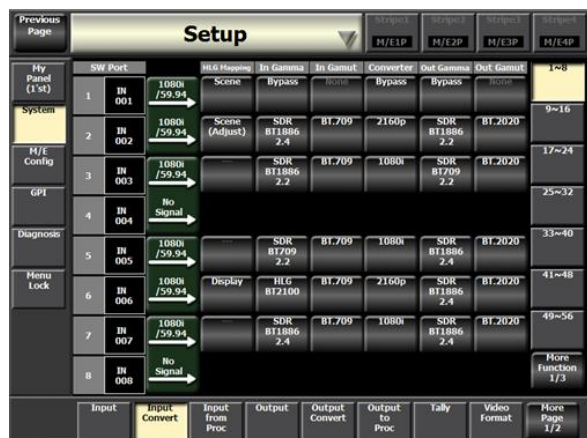 Previous Page
Setup
Stripe1 Stripe2 Stripe3 Stripe4
M/E1P M/E2P M/E3P M/E4P
My Panel (1'st)
System
M/E Config
GPI
Diagnosis
Menu Lock
SW Port HLG Mapping In Gamma In Gamut Converter Out Gamma Out Gamut
1 IN 001 1080i /59.94 Scene Bypass None Bypass Bypass None
2 IN 002 1080i /59.94 Scene (Adjust) SDR BT1886 2.4 BT.709 2160p SDR BT1886 2.4 BT.2020
3 IN 003 1080i /59.94 --- SDR BT1886 2.2 BT.709 1080i SDR BT709 2.2 BT.2020
4 IN 004 No Signal
5 IN 005 1080i /59.94 --- SDR BT709 2.2 BT.709 1080i SDR BT1886 2.4 BT.2020
6 IN 006 1080i /59.94 Display HLG BT2100 BT.709 2160p SDR BT1886 2.4 BT.2020
7 IN 007 1080i /59.94 --- SDR BT1886 2.4 BT.709 1080i SDR BT1886 2.4 BT.2020
8 IN 008 No Signal
1~8
9~16
17~24
25~32
33~40
41~48
49~56
More Function 1/3
Input
Input Convert
Input from Proc
Output
Output Convert
Output to Proc
Tally
Video Format
More Page 1/2